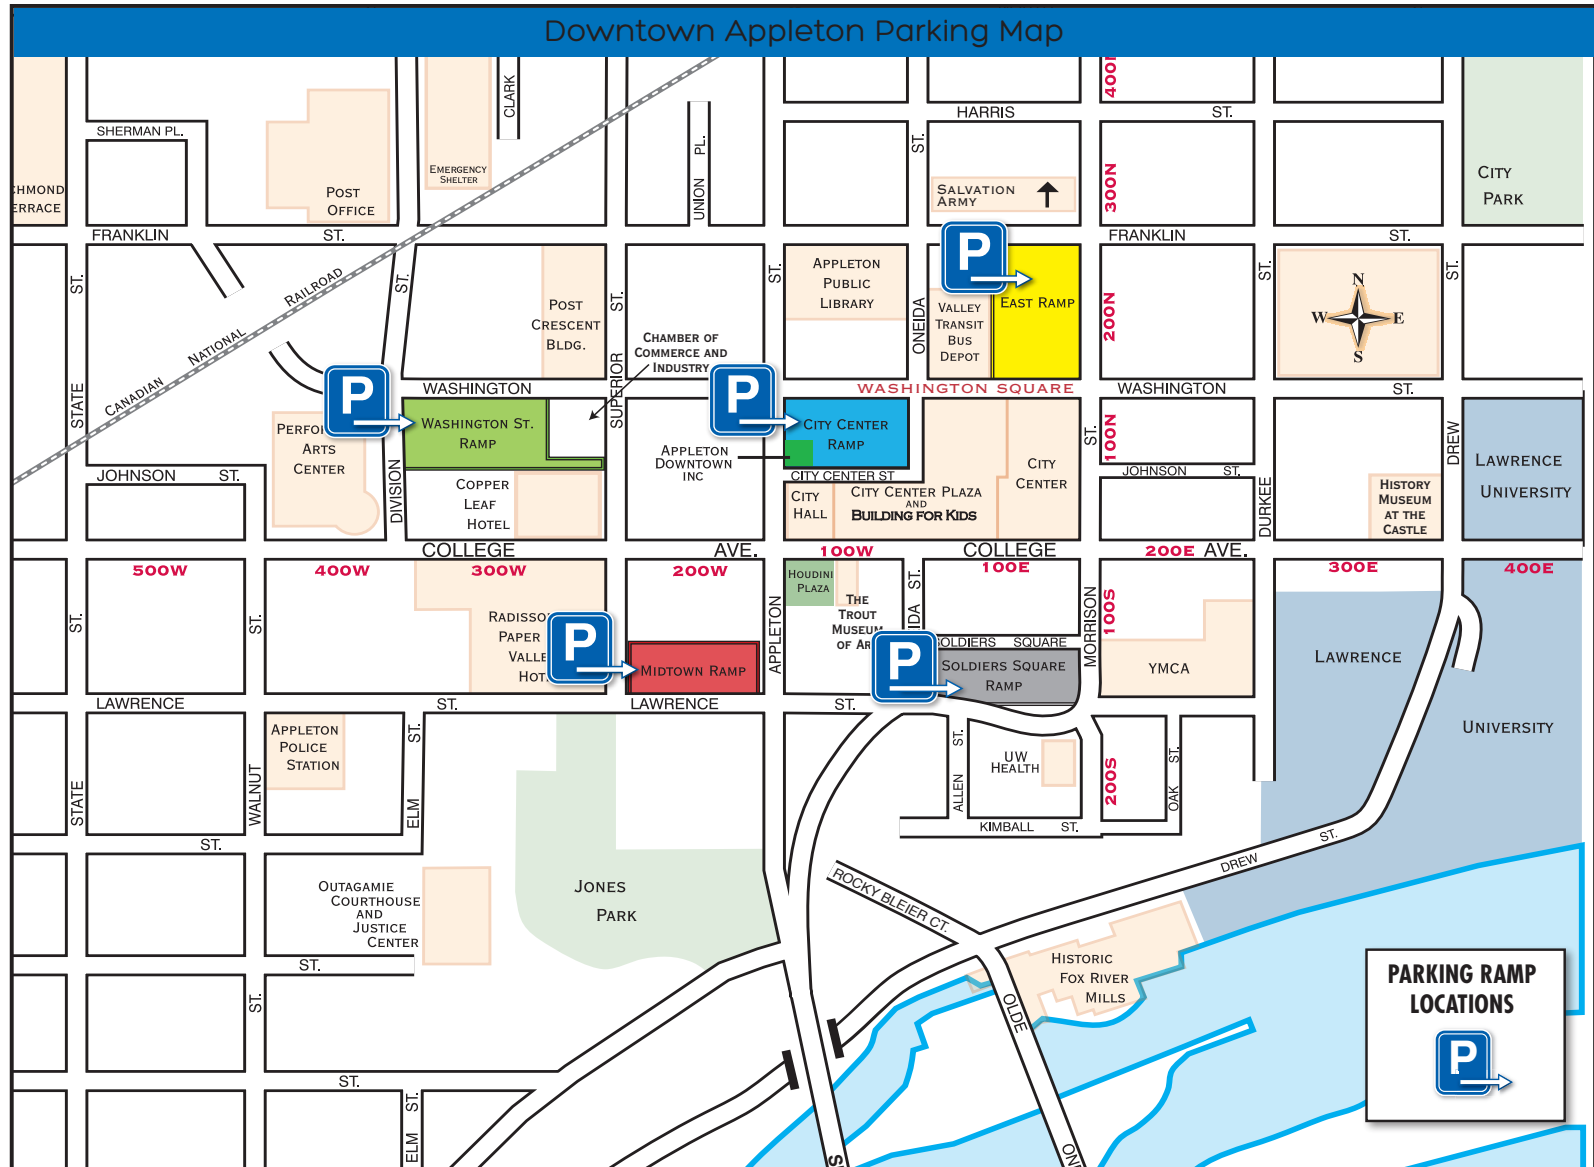 Downtown Appleton Parking Map
CLARK
400N
HARRIS
ST.
SHERMAN PL.
UNION PL.
ST.
EMERGENCY
SHELTER
POST
OFFICE
CHMOND
ERRACE
SALVATION
ARMY
300N
CITY
PARK
FRANKLIN
ST.
FRANKLIN
ST.
P
ST.
CANADIAN NATIONAL RAILROAD
ST.
ST.
ST.
ST.
ST.
APPLETON
PUBLIC
LIBRARY
ONEIDA
VALLEY
TRANSIT
BUS
DEPOT
EAST RAMP
200N
N
W E
S
POST
CRESCENT
BLDG.
CHAMBER OF
COMMERCE AND
INDUSTRY
STATE
SUPERIOR
P
P
WASHINGTON
WASHINGTON SQUARE
WASHINGTON
ST.
WASHINGTON ST.
RAMP
PERFO
ARTS
CENTER
CITY CENTER
RAMP
APPLETON
DOWNTOWN
INC
CITY CENTER ST
ST.
100N
DREW
LAWRENCE
UNIVERSITY
JOHNSON
ST.
JOHNSON
ST.
DIVISION
COPPER
LEAF
HOTEL
CITY
HALL
CITY CENTER PLAZA
AND
BUILDING FOR KIDS
CITY
CENTER
DURKEE
HISTORY
MUSEUM
AT THE
CASTLE
COLLEGE
AVE.
100W
COLLEGE
200E
AVE.
500W
400W
300W
200W
100E
300E
400E
HOUDINI
PLAZA
ST.
ST.
ST.
THE
TROUT
MUSEUM
OF AR
IDA
APPLETON
MORRISON
100S
RADISSO
PAPER
VALLE
HOT
P
MIDTOWN RAMP
P
SOLDIERS SQUARE
SOLDIERS SQUARE
RAMP
YMCA
LAWRENCE
LAWRENCE
ST.
LAWRENCE
ST.
APPLETON
POLICE
STATION
ST.
ELM
STATE
WALNUT
UW
HEALTH
ALLEN
ST.
200S
OAK
ST.
UNIVERSITY
KIMBALL
ST.
ST.
DREW
ST.
OUTAGAMIE
COURTHOUSE
AND
JUSTICE
CENTER
JONES
PARK
ROCKY BLEIER CT.
ST.
HISTORIC
FOX RIVER
MILLS
OLDE
ST.
PARKING RAMP
LOCATIONS
P
ST.
ST.
ELM
S
ON